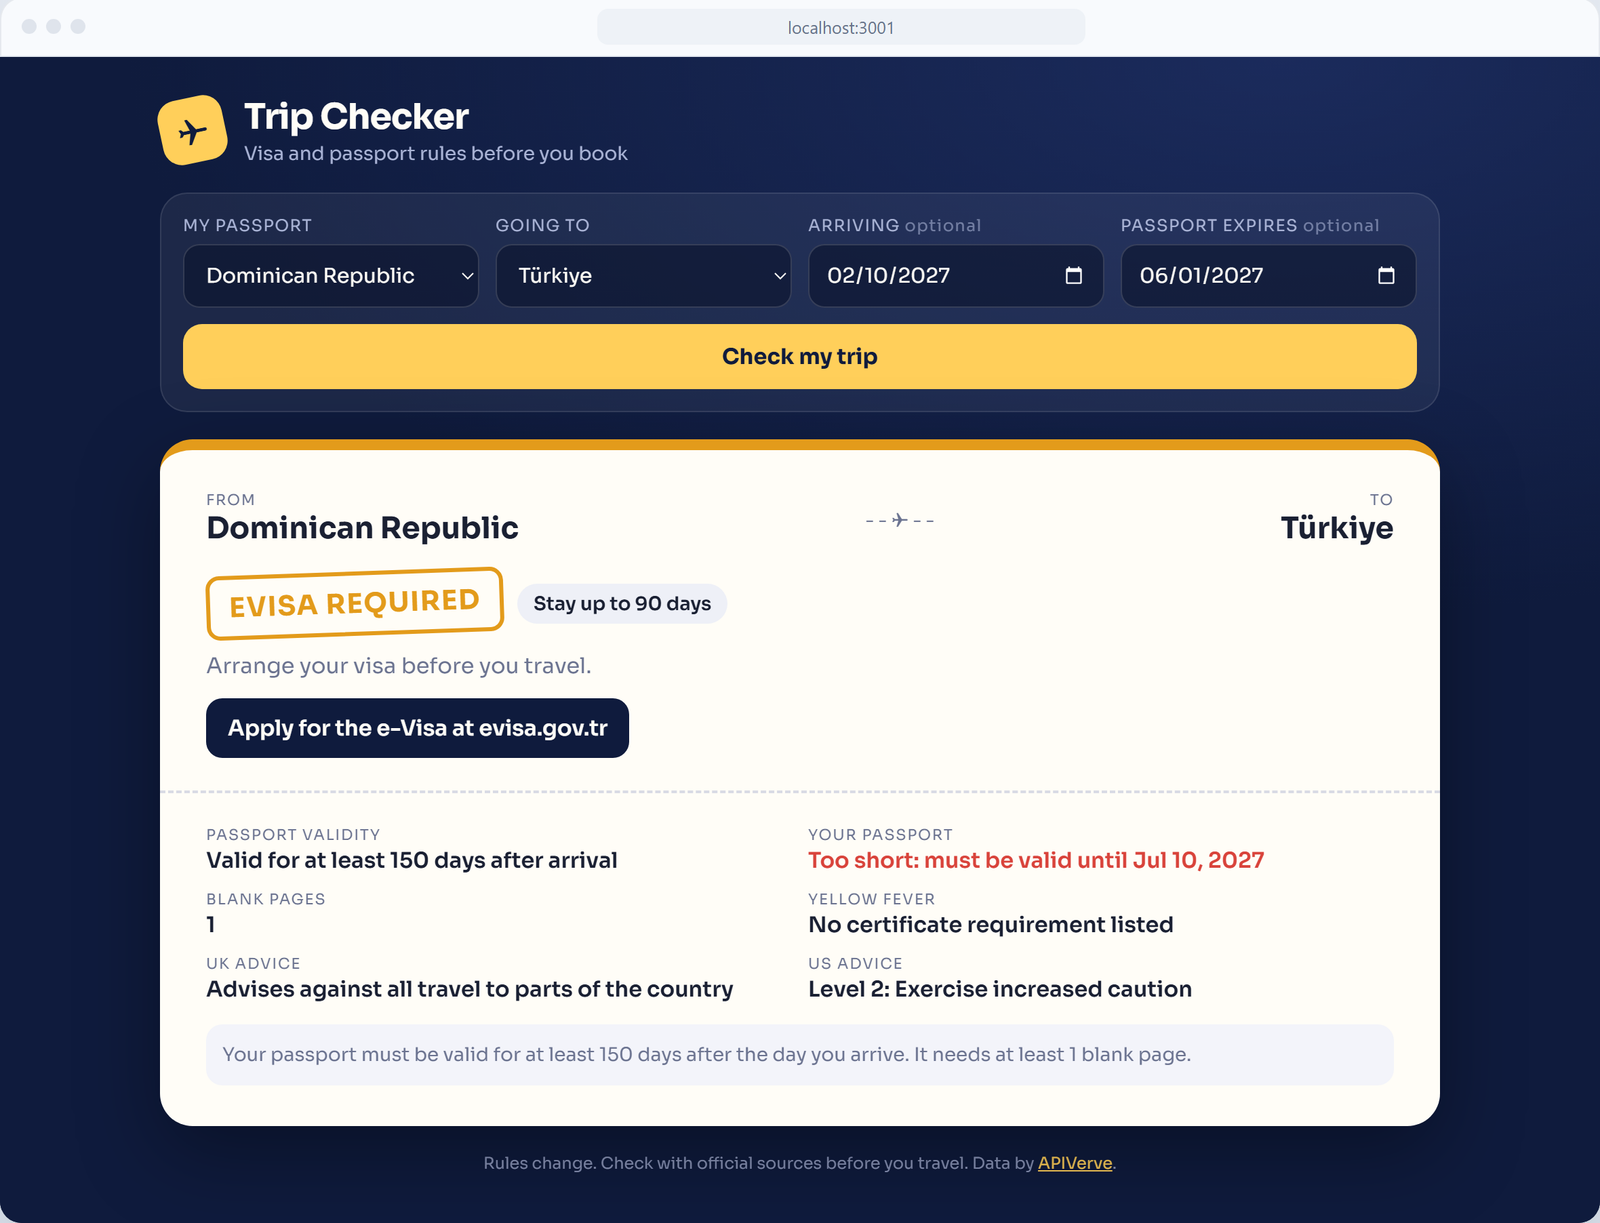 localhost:3001
Trip Checker
Visa and passport rules before you book
MY PASSPORT
Dominican Republic
GOING TO
Türkiye
ARRIVING optional
02/10/2027
PASSPORT EXPIRES optional
06/01/2027
Check my trip
FROM
Dominican Republic
TO
Türkiye
EVISA REQUIRED
Stay up to 90 days
Arrange your visa before you travel.
Apply for the e-Visa at evisa.gov.tr
PASSPORT VALIDITY
Valid for at least 150 days after arrival
YOUR PASSPORT
Too short: must be valid until Jul 10, 2027
BLANK PAGES
1
YELLOW FEVER
No certificate requirement listed
UK ADVICE
Advises against all travel to parts of the country
US ADVICE
Level 2: Exercise increased caution
Your passport must be valid for at least 150 days after the day you arrive. It needs at least 1 blank page.
Rules change. Check with official sources before you travel. Data by APIVerve.